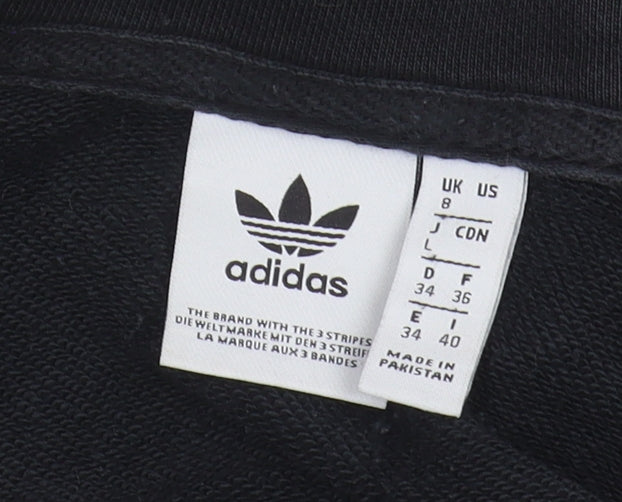 adidas
THE BRAND WITH THE 3 STRIPES
DIE WELTMARKE MIT DEN 3 STREIF
LA MARQUE AUX 3 BANDES
UK US
8
J CDN
L
D F
34 36
E I
34 40
MADE IN
PAKISTAN